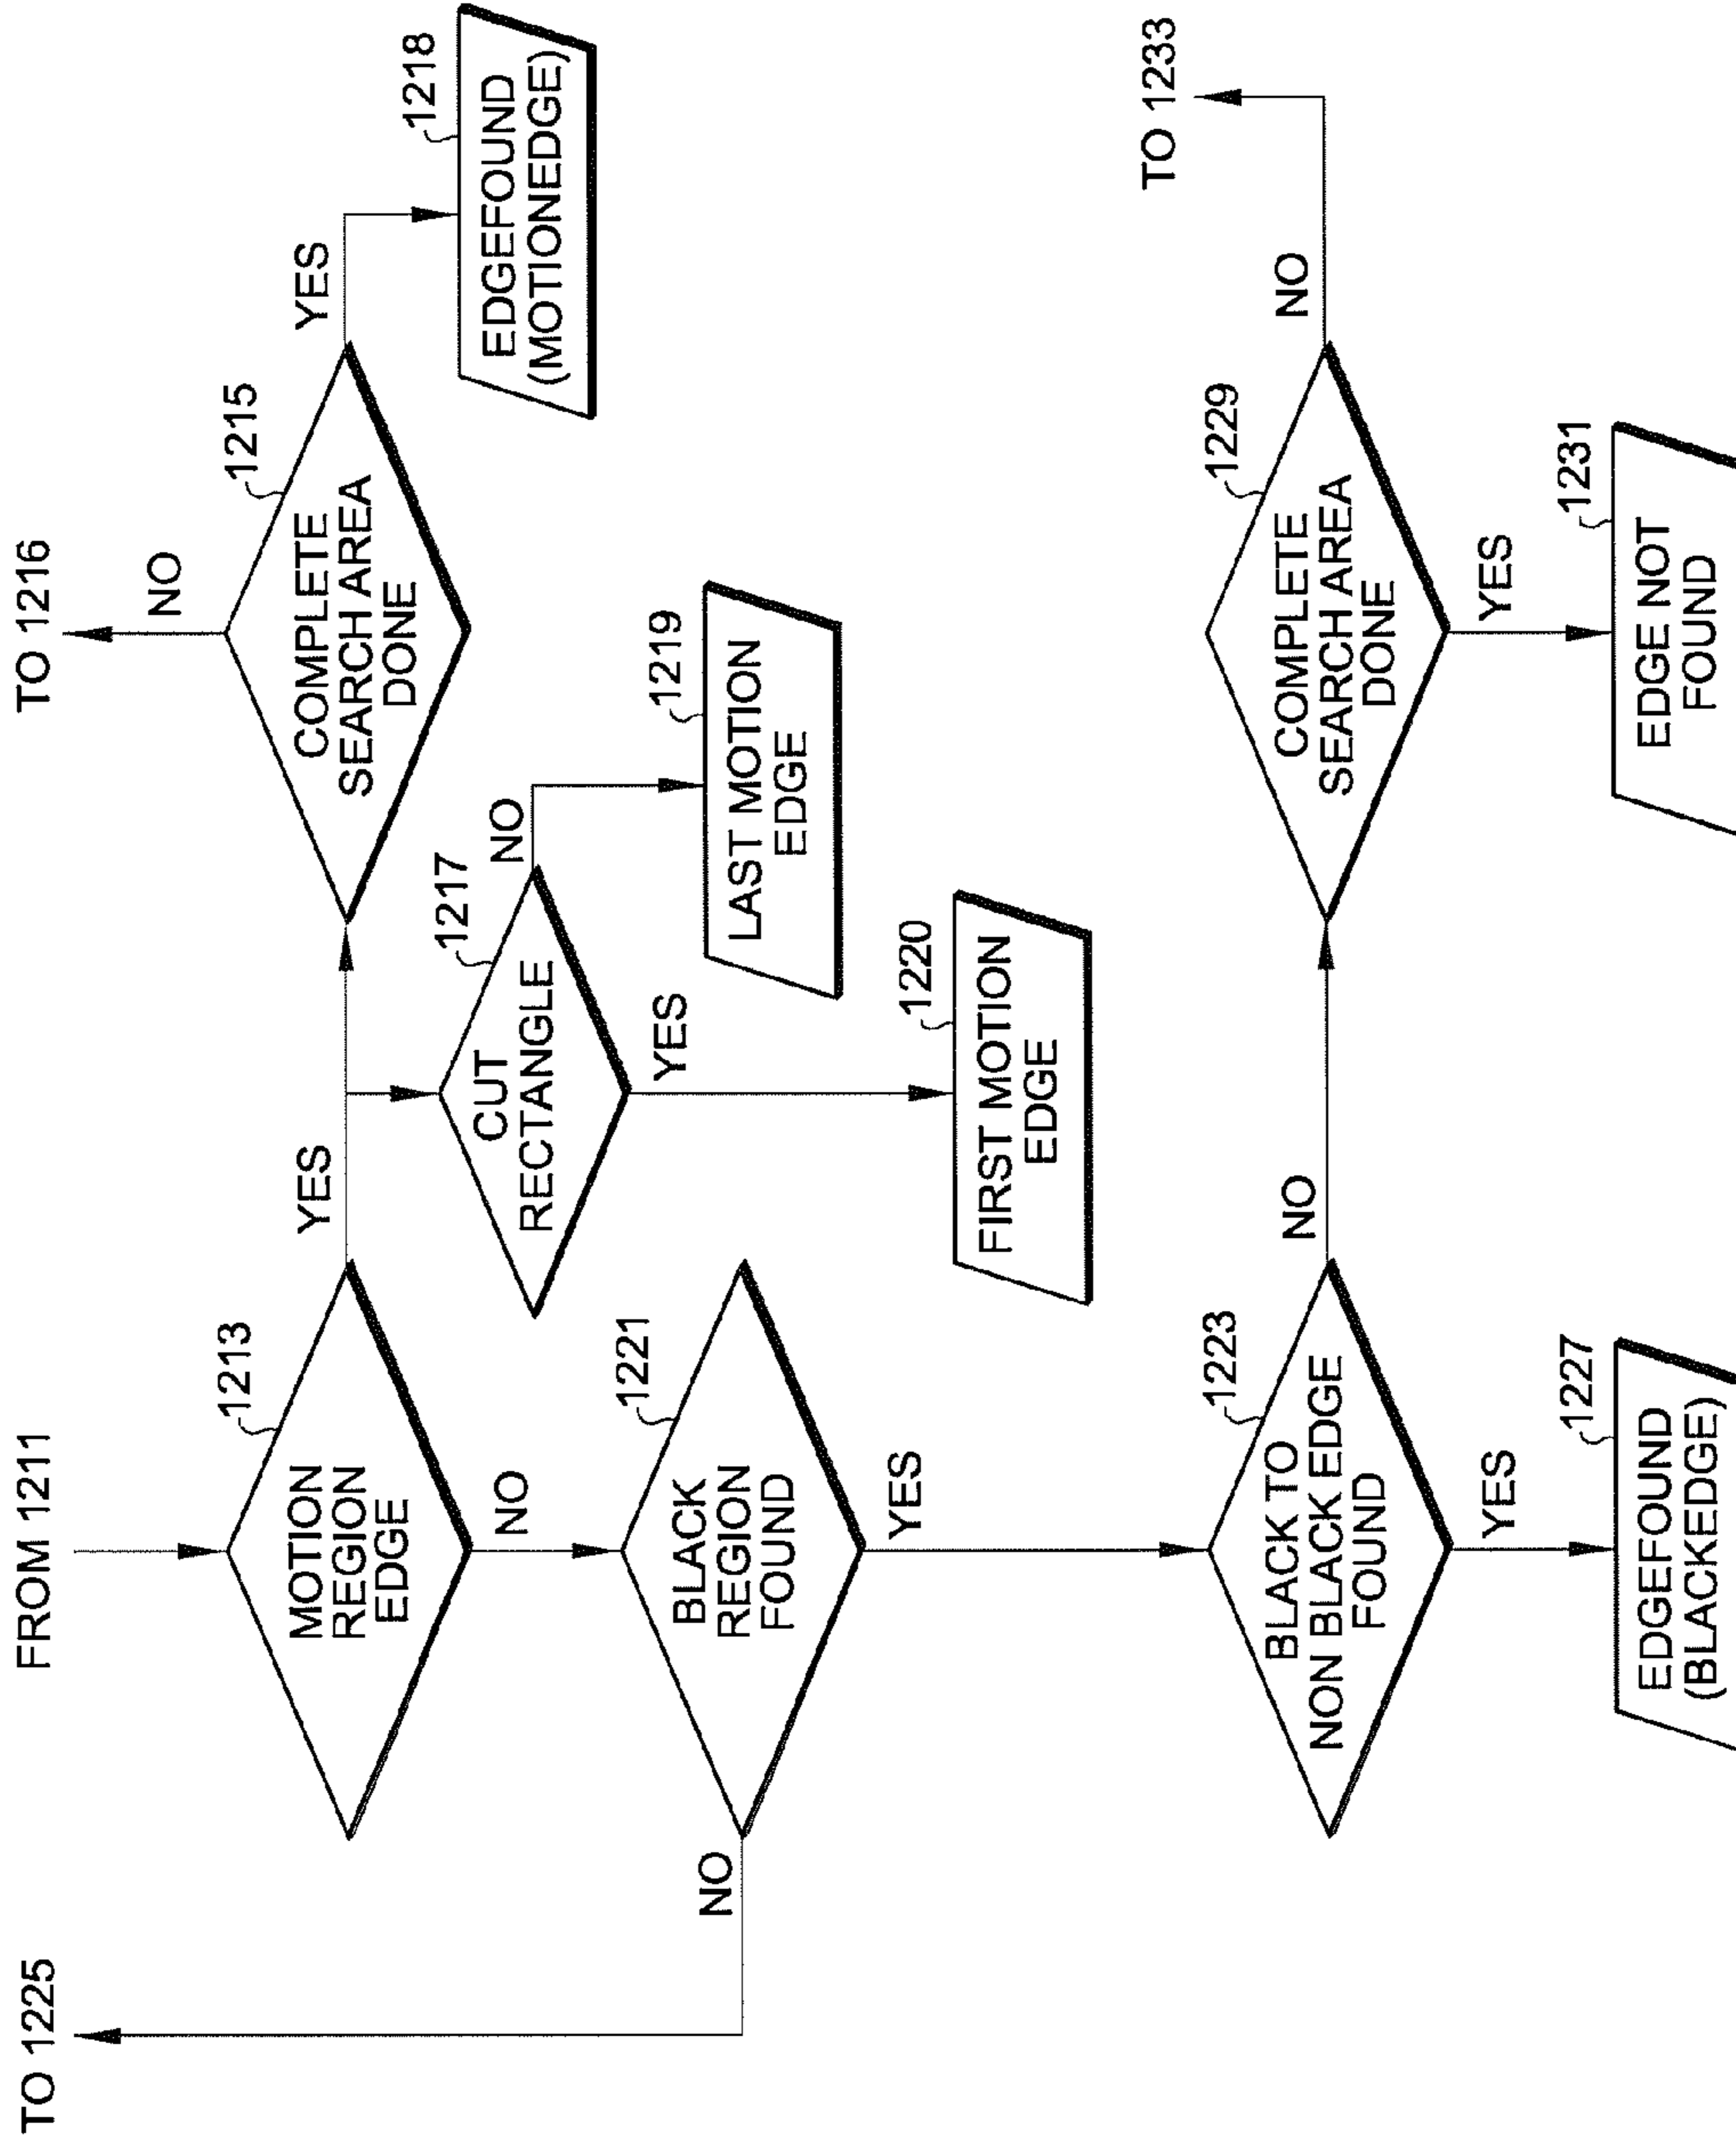 TO 1225
FROM 1211
TO 1216
1213
MOTION
REGION
EDGE
YES
NO
1215
COMPLETE
SEARCH AREA
DONE
NO
YES
1218
EDGEFOUND
(MOTIONEDGE)
1217
CUT
RECTANGLE
NO
YES
1219
LAST MOTION
EDGE
1220
FIRST MOTION
EDGE
1221
BLACK
REGION
FOUND
NO
YES
1223
BLACK TO
NON BLACK EDGE
FOUND
NO
YES
1227
EDGEFOUND
(BLACKEDGE)
1229
COMPLETE
SEARCH AREA
DONE
NO
TO 1233
YES
1231
EDGE NOT
FOUND